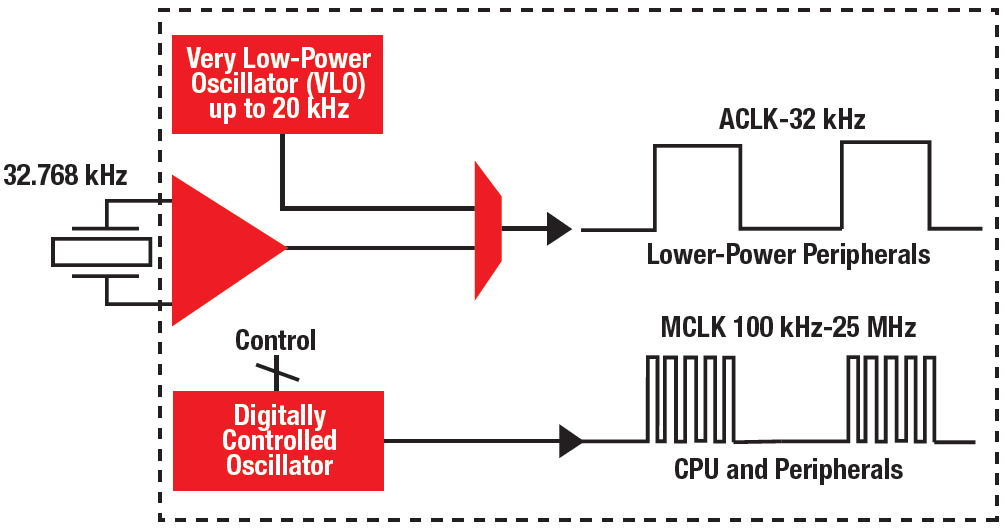 Very Low-Power
Oscillator (VLO)
up to 20 kHz
ACLK-32 kHz
32.768 kHz
Lower-Power Peripherals
MCLK 100 kHz-25 MHz
Control
Digitally
Controlled
Oscillator
CPU and Peripherals